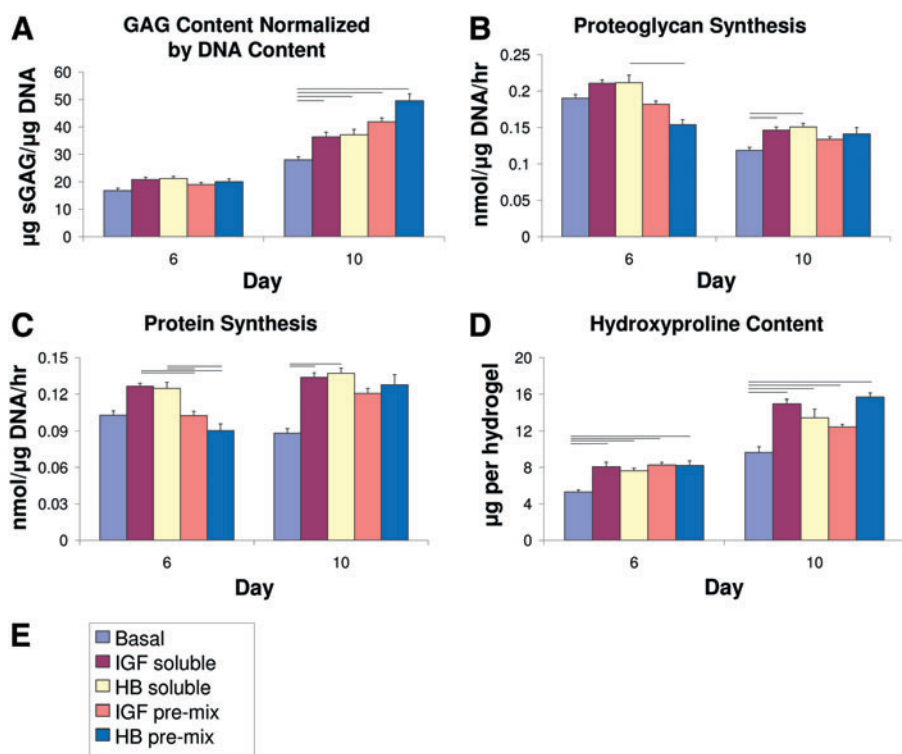 A
GAG Content Normalized
by DNA Content
µg sGAG/µg DNA
60
50
40
30
20
10
0
6
10
Day
B
Proteoglycan Synthesis
nmol/µg DNA/hr
0.25
0.2
0.15
0.1
0.05
0
6
10
Day
C
Protein Synthesis
nmol/µg DNA/hr
0.15
0.12
0.09
0.06
0.03
0
6
10
Day
D
Hydroxyproline Content
µg per hydrogel
20
16
12
8
4
0
6
10
Day
E
Basal
IGF soluble
HB soluble
IGF pre-mix
HB pre-mix